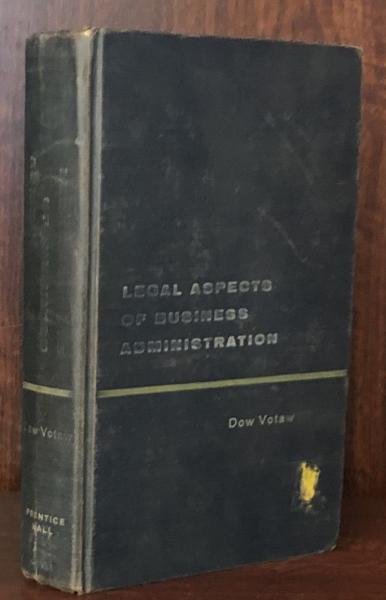 LEGAL ASPECTS
OF BUSINESS
ADMINISTRATION
Dow Votaw
Dow Votaw
PRENTICE
HALL